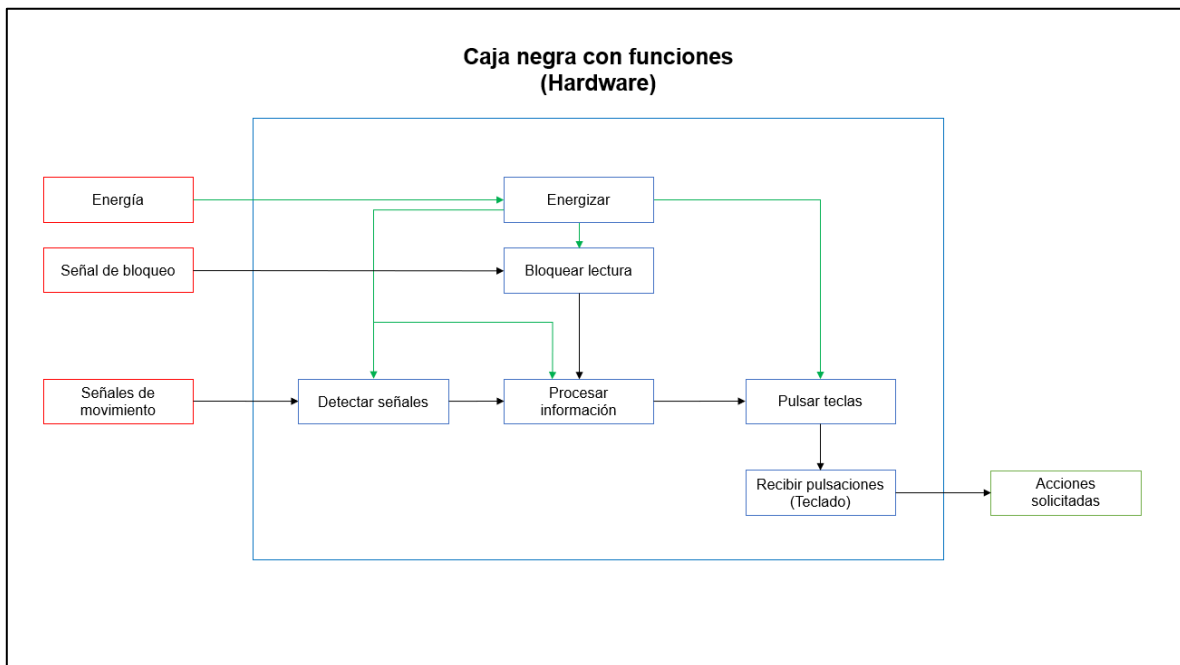 Caja negra con funciones
(Hardware)
Energía
Energizar
Señal de bloqueo
Bloquear lectura
Señales de
movimiento
Detectar señales
Procesar
información
Pulsar teclas
Recibir pulsaciones
(Teclado)
Acciones
solicitadas